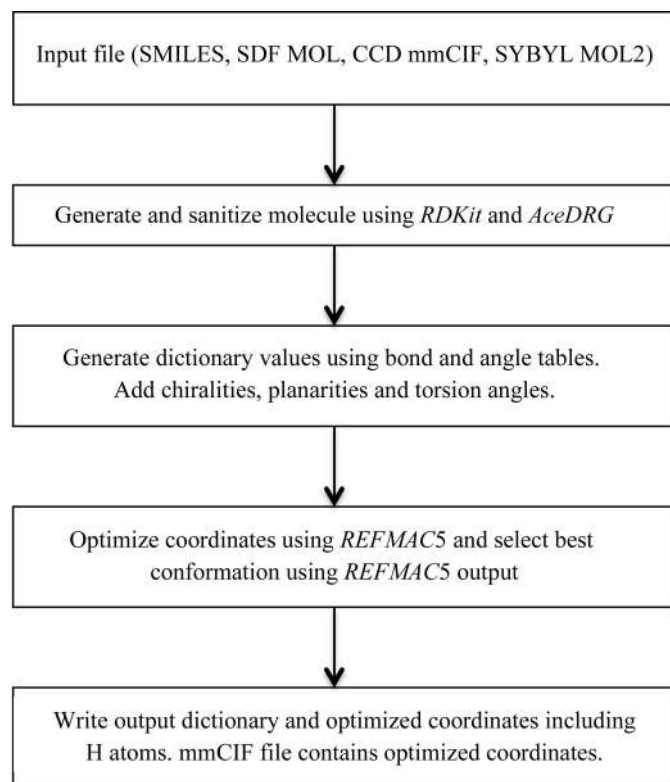 Input file (SMILES, SDF MOL, CCD mmCIF, SYBYL MOL2)
Generate and sanitize molecule using RDKit and AceDRG
Generate dictionary values using bond and angle tables.
Add chiralities, planarities and torsion angles.
Optimize coordinates using REFMAC5 and select best
conformation using REFMAC5 output
Write output dictionary and optimized coordinates including
H atoms. mmCIF file contains optimized coordinates.